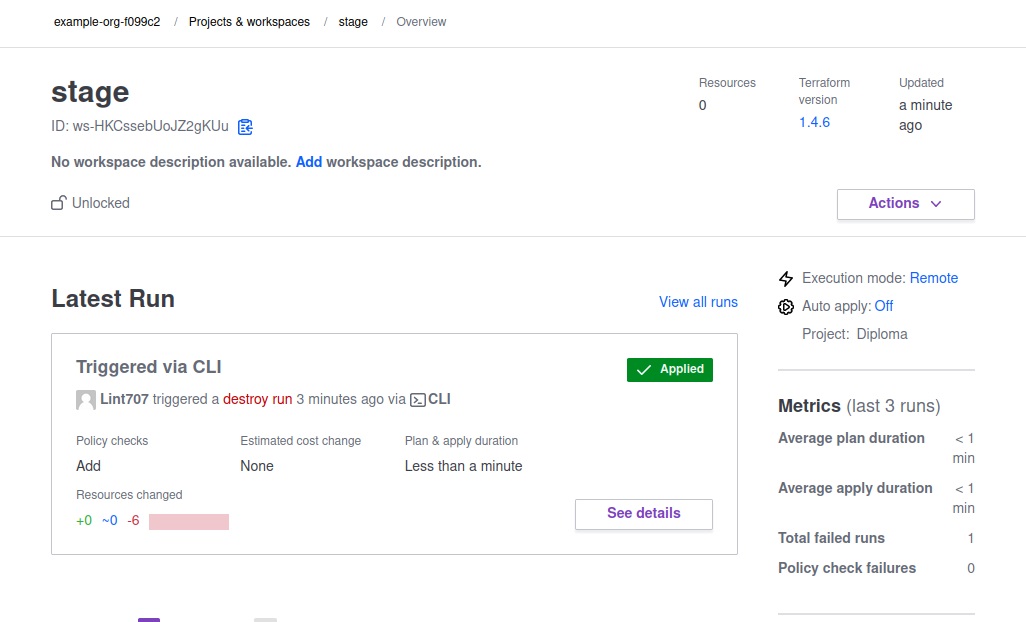 example-org-f099c2 / Projects & workspaces / stage / Overview
stage
ID: ws-HKCssebUoJZ2gKUu
No workspace description available. Add workspace description.
Unlocked
Resources
0
Terraform
version
1.4.6
Updated
a minute
ago
Actions
Latest Run
View all runs
Triggered via CLI
Applied
Lint707 triggered a destroy run 3 minutes ago via CLI
Policy checks
Add
Estimated cost change
None
Plan & apply duration
Less than a minute
Resources changed
+0 ~0 -6
See details
Execution mode: Remote
Auto apply: Off
Project: Diploma
Metrics (last 3 runs)
Average plan duration < 1
min
Average apply duration < 1
min
Total failed runs 1
Policy check failures 0